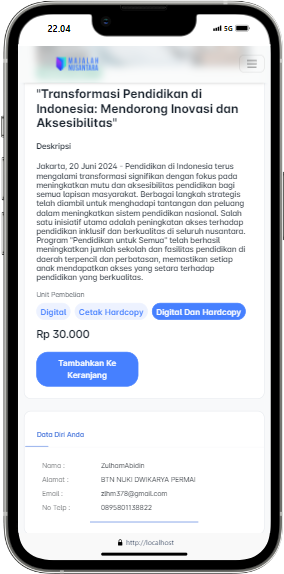 22.04
5G
MAJALAH
NUSANTARA
"Transformasi Pendidikan di
Indonesia: Mendorong Inovasi dan
Aksesibilitas"
Deskripsi
Jakarta, 20 Juni 2024 - Pendidikan di Indonesia terus
mengalami transformasi signifikan dengan fokus pada
peningkatan mutu dan aksesibilitas pendidikan bagi
semua lapisan masyarakat. Berbagai langkah strategis
telah diambil untuk menghadapi tantangan dan peluang
dalam meningkatkan sistem pendidikan nasional. Salah
satu inisiatif utama adalah peningkatan akses terhadap
pendidikan inklusif dan berkualitas di seluruh nusantara.
Program "Pendidikan untuk Semua" telah berhasil
meningkatkan jumlah sekolah dan fasilitas pendidikan di
daerah terpencil dan perbatasan, memastikan setiap
anak mendapatkan akses yang setara terhadap
pendidikan yang berkualitas.
Unit Pembelian
Digital Cetak Hardcopy Digital Dan Hardcopy
Rp 30.000
Tambahkan Ke
Keranjang
Data Diri Anda
Nama : ZulhamAbidin
Alamat : BTN NUKI DWIKARYA PERMAI
Email : zlhm378@gmail.com
No Telp : 0895801138822
http://localhost